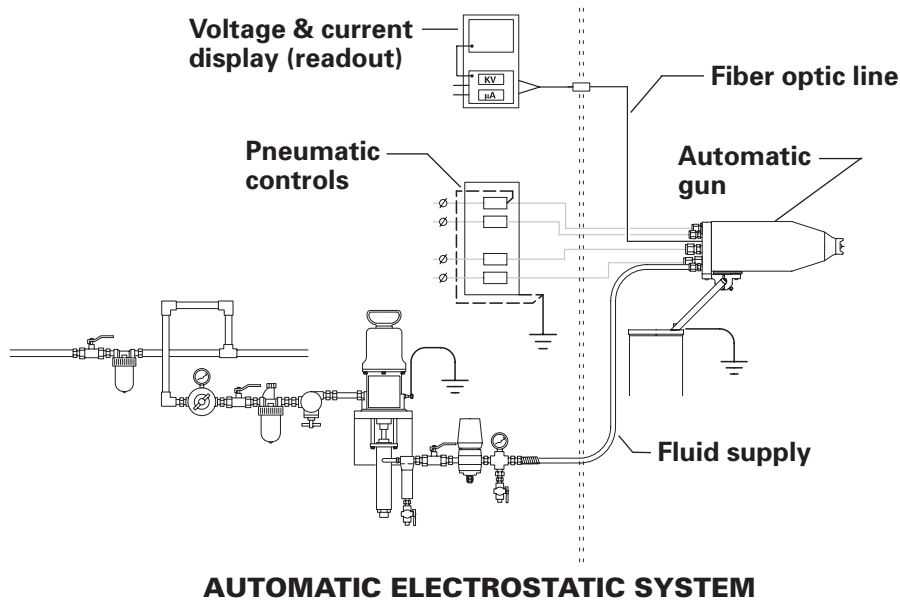 Voltage & current
display (readout)
KV
µA
Fiber optic line
Pneumatic
controls
Automatic
gun
Fluid supply
AUTOMATIC ELECTROSTATIC SYSTEM